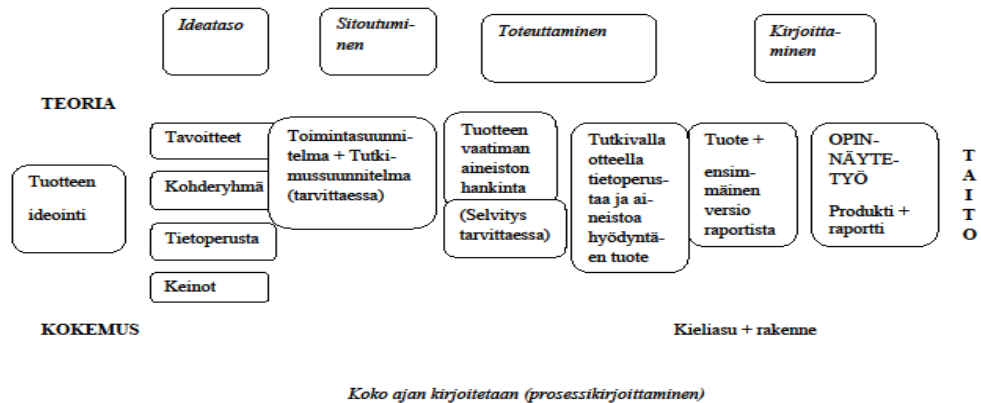 Ideataso
Sitoutumi-
nen
Toteuttaminen
Kirjoitta-
minen
TEORIA
Tuotteen
ideointi
Tavoitteet
Kohderyhmä
Tietoperusta
Keinot
Toimintasuunni-
telma + Tutki-
mussuunnitelma
(tarvittaessa)
Tuotteen
vaatiman
aineiston
hankinta
(Selvitys
tarvittaessa)
Tutkivalla
otteella
tietoperus-
taa ja ai-
neistoa
hyödyntä-
en tuote
Tuote +
ensim-
mäinen
versio
raportista
OPIN-
NÄYTE-
TYÖ
Produkti +
raportti
T
A
I
T
O
KOKEMUS
Kieliasu + rakenne
Koko ajan kirjoitetaan (prosessikirjoittaminen)